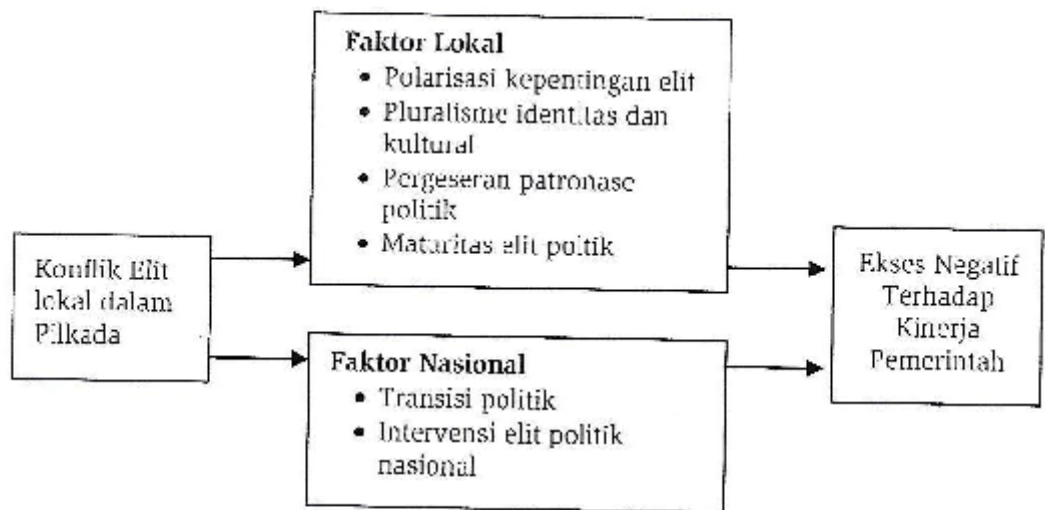 Konflik Elit
lokal dalam
Pilkada
Faktor Lokal
• Polarisasi kepentingan elit
• Pluralisme identitas dan
kultural
• Pergeseran patronase
politik
• Maturitas elit poltik
Faktor Nasional
• Transisi politik
• Intervensi elit politik
nasional
Ekses Negatif
Terhadap
Kinerja
Pemerintah